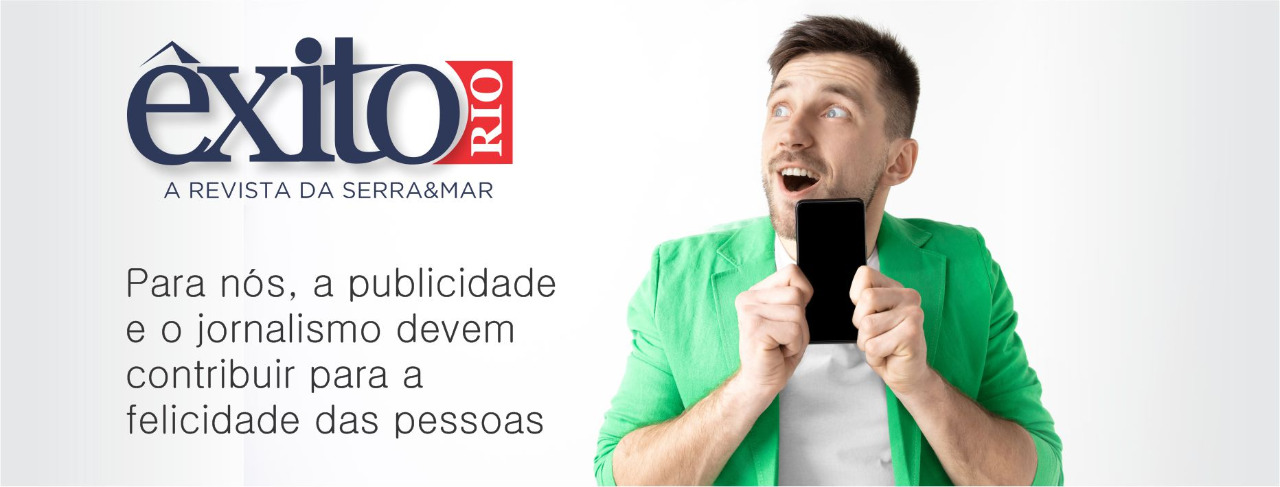 êxito RIO
A REVISTA DA SERRA&MAR
Para nós, a publicidade
e o jornalismo devem
contribuir para a
felicidade das pessoas